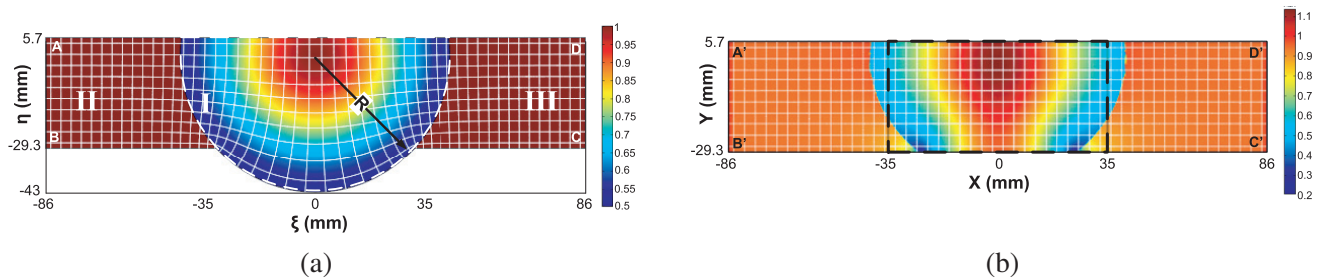 5.7
A
D
II
I
III
R
B
C
-29.3
-43
η (mm)
-86
-35
0
35
86
ξ (mm)
1
0.95
0.9
0.85
0.8
0.75
0.7
0.65
0.6
0.55
0.5
(a)
5.7
A'
D'
B'
C'
-29.3
Y (mm)
-86
-35
0
35
86
X (mm)
1.1
1
0.9
0.8
0.7
0.6
0.5
0.4
0.3
0.2
(b)